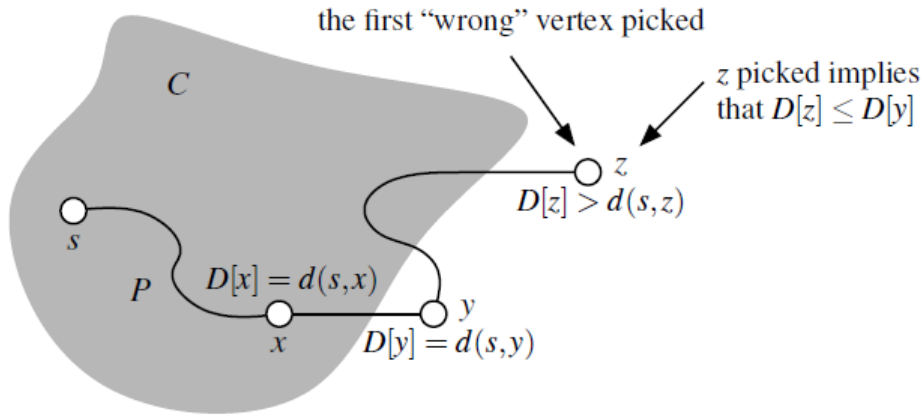 the first “wrong” vertex picked
z picked implies
that D[z] ≤ D[y]
C
z
D[z] > d(s,z)
s
D[x] = d(s,x)
P
y
x
D[y] = d(s,y)